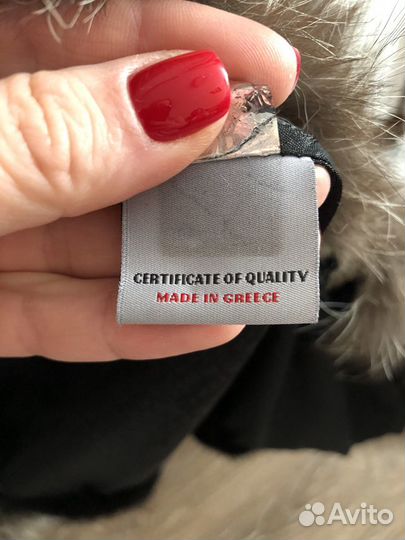 CERTIFICATE OF QUALITY
MADE IN GREECE
Avito